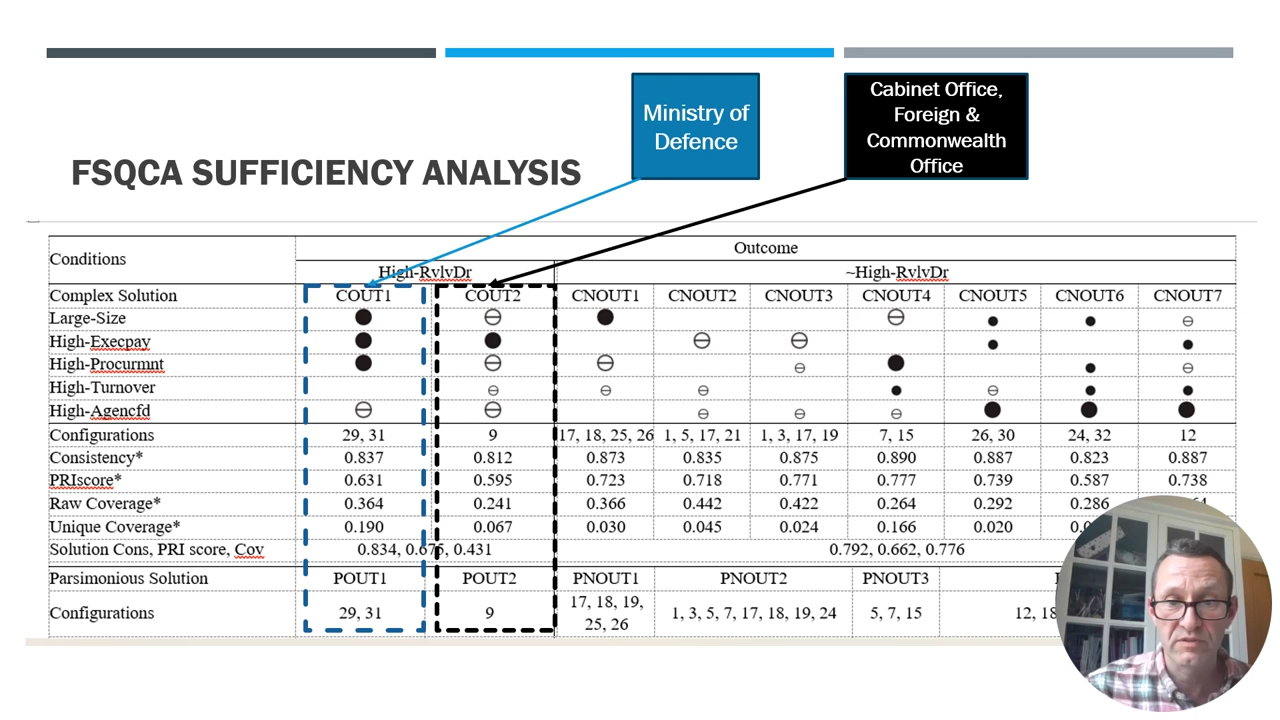 Ministry of
Defence
Cabinet Office,
Foreign &
Commonwealth
Office
FSQCA SUFFICIENCY ANALYSIS
Conditions Outcome
High-RvlvDr ~High-RvlvDr
Complex Solution COUT1 COUT2 CNOUT1 CNOUT2 CNOUT3 CNOUT4 CNOUT5 CNOUT6 CNOUT7
Large-Size
High-Execpay
High-Procurmnt
High-Turnover
High-Agencfd
Configurations 29, 31 9 17, 18, 25, 26 1, 5, 17, 21 1, 3, 17, 19 7, 15 26, 30 24, 32 12
Consistency* 0.837 0.812 0.873 0.835 0.875 0.890 0.887 0.823 0.887
PRIscore* 0.631 0.595 0.723 0.718 0.771 0.777 0.739 0.587 0.738
Raw Coverage* 0.364 0.241 0.366 0.442 0.422 0.264 0.292 0.286
Unique Coverage* 0.190 0.067 0.030 0.045 0.024 0.166 0.020
Solution Cons, PRI score, Cov 0.834, 0.675, 0.431 0.792, 0.662, 0.776
Parsimonious Solution POUT1 POUT2 PNOUT1 PNOUT2 PNOUT3
Configurations 29, 31 9 17, 18, 19, 1, 3, 5, 7, 17, 18, 19, 24 5, 7, 15 12,
25, 26